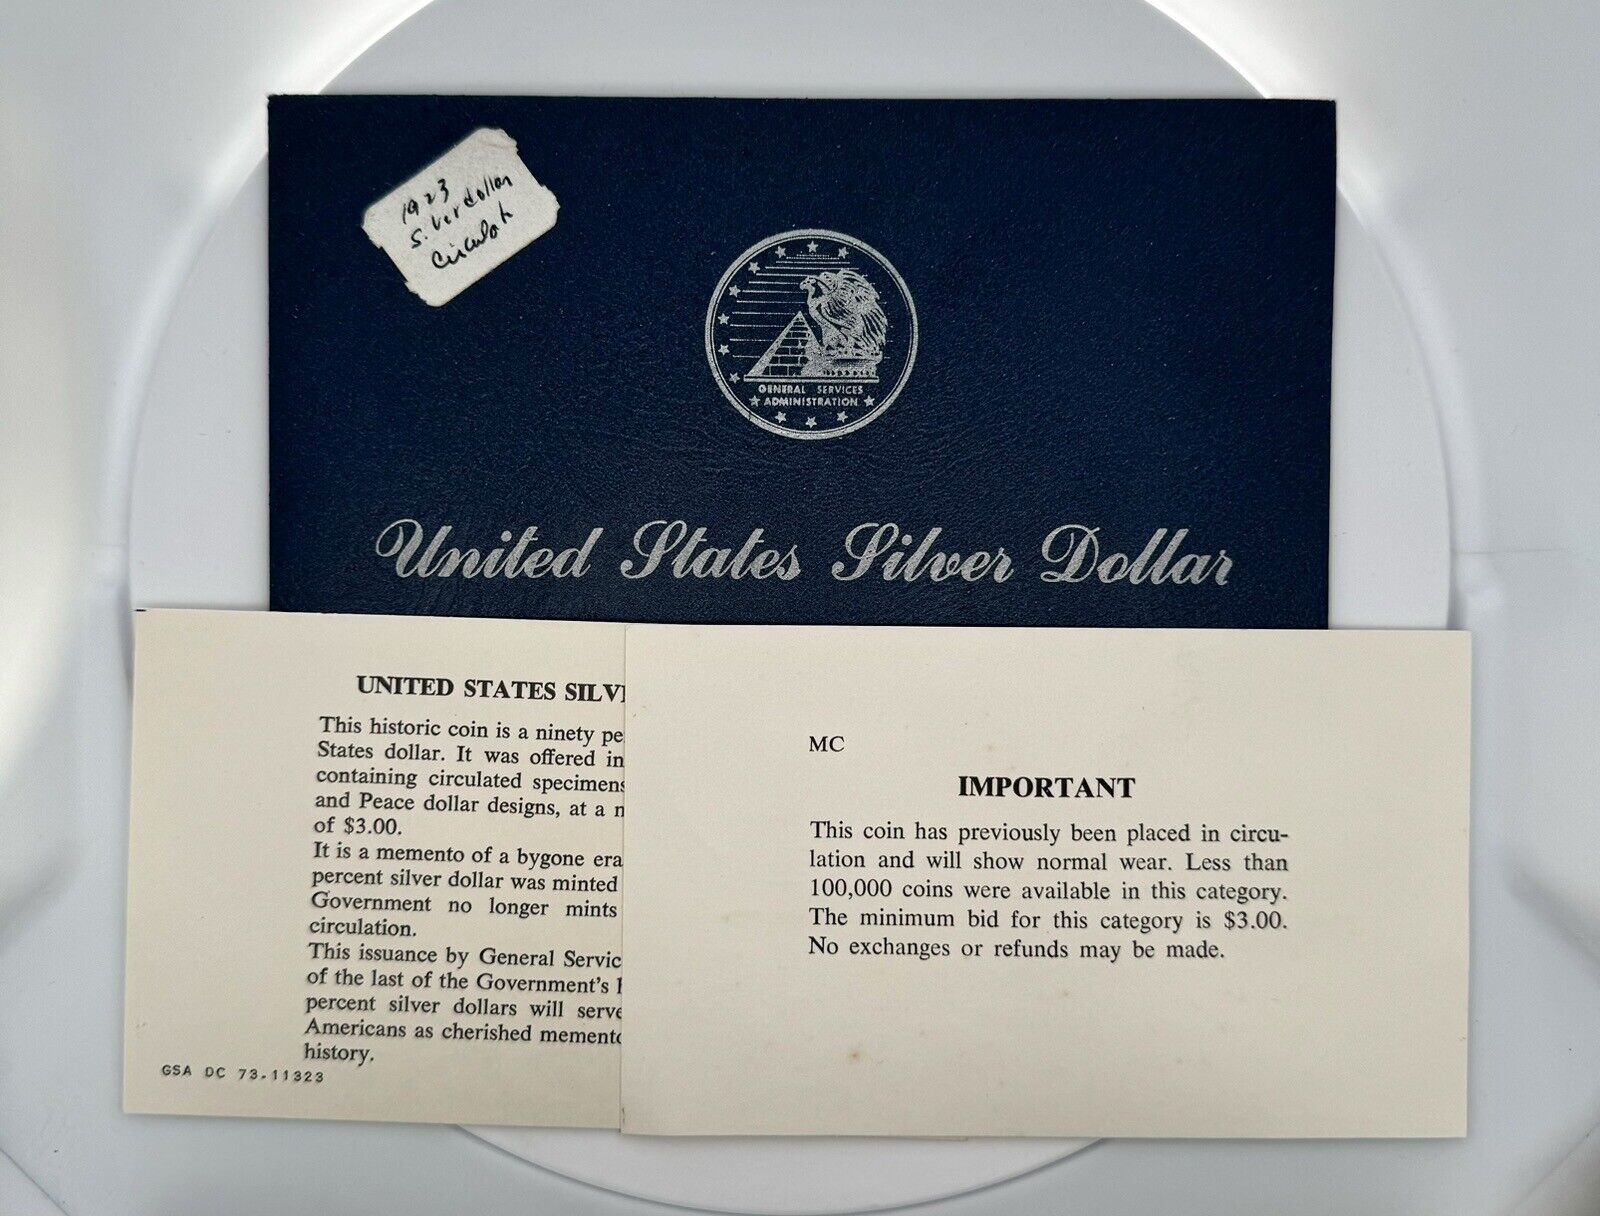 1923
Silver dollar
GENERAL SERVICES
ADMINISTRATION
United States Silver Dollar
UNITED STATES SILV
This historic coin is a ninety pe
States dollar. It was offered in
containing circulated specimens
and Peace dollar designs, at a m
of $3.00.
It is a memento of a bygone era
percent silver dollar was minted
Government no longer mints
circulation.
This issuance by General Servic
of the last of the Government's
percent silver dollars will serve
Americans as cherished memento
history.
GSA DC 73-11323
MC
IMPORTANT
This coin has previously been placed in circu-
lation and will show normal wear. Less than
100,000 coins were available in this category.
The minimum bid for this category is $3.00.
No exchanges or refunds may be made.